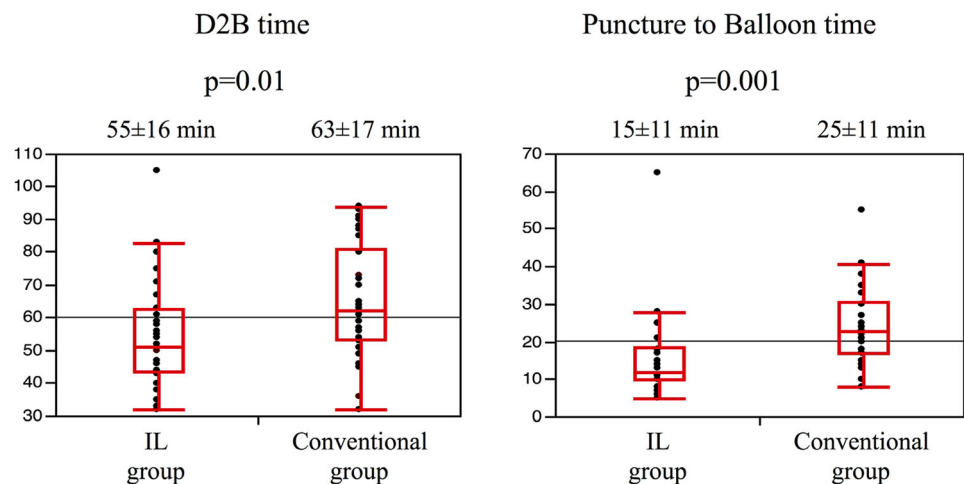 D2B time
p=0.01
55±16 min 63±17 min
110
100
90
80
70
60
50
40
30
IL group
Conventional group
Puncture to Balloon time
p=0.001
15±11 min 25±11 min
70
60
50
40
30
20
10
0
IL group
Conventional group